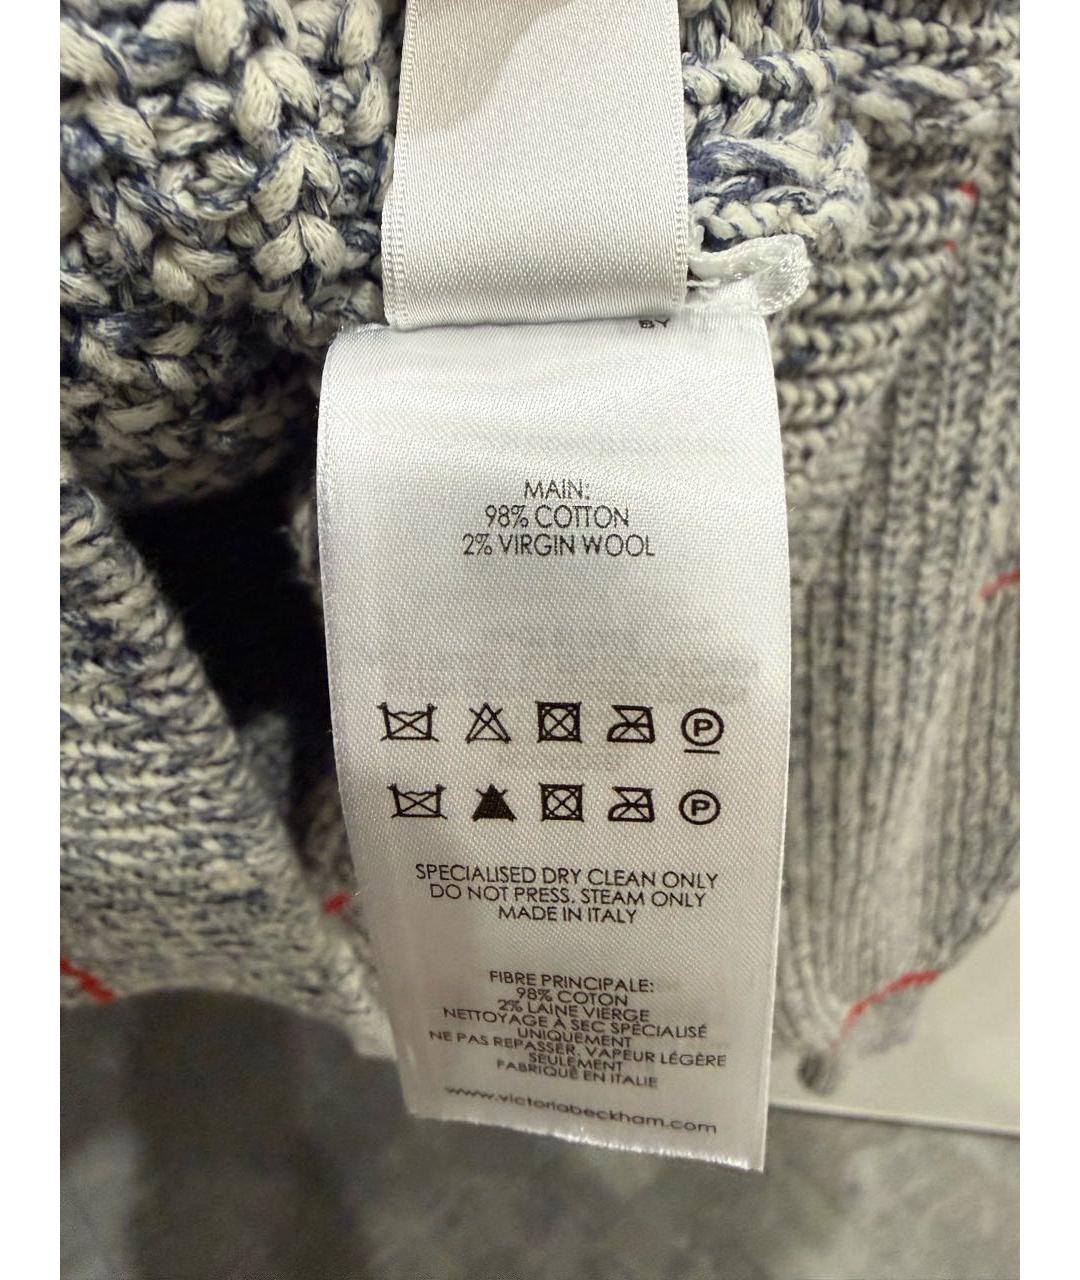 BY
MAIN:
98% COTTON
2% VIRGIN WOOL
P
P
SPECIALISED DRY CLEAN ONLY
DO NOT PRESS. STEAM ONLY
MADE IN ITALY
FIBRE PRINCIPALE:
98% COTON
2% LAINE VIERGE
NETTOYAGE À SEC SPÉCIALISÉ
UNIQUEMENT
NE PAS REPASSER. VAPEUR LÉGÈRE
SEULEMENT
FABRIQUÉ EN ITALIE
www.victoriabeckham.com